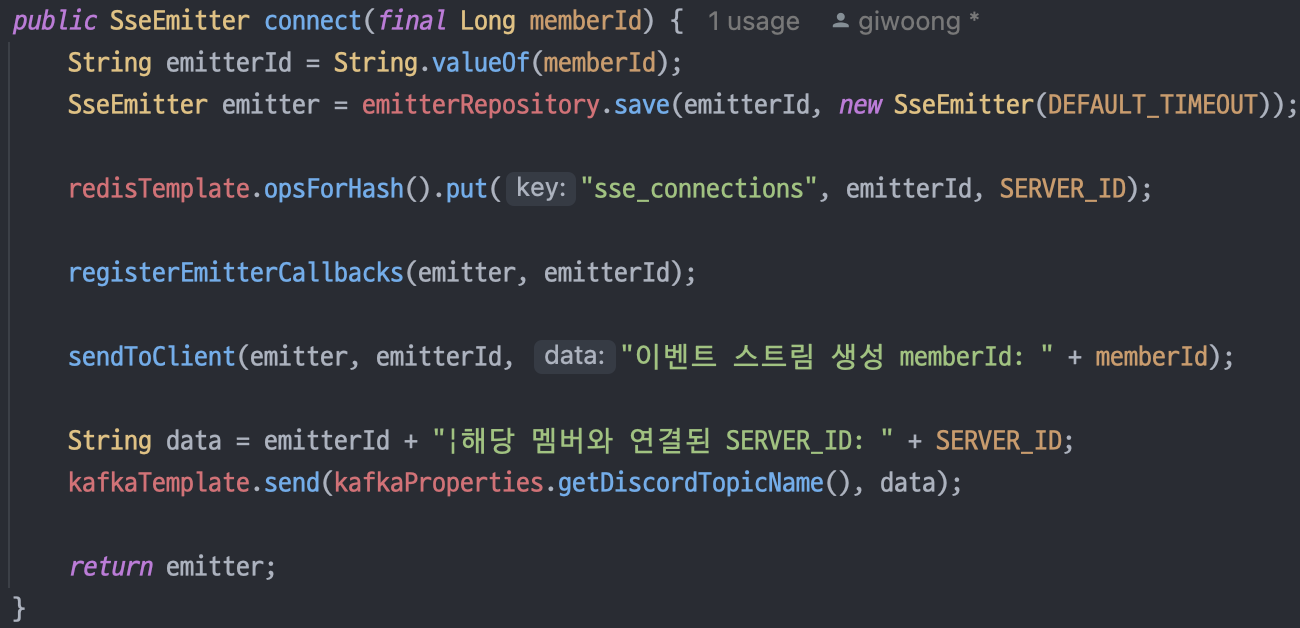 public SseEmitter connect(final Long memberId) { 1 usage giwoong *
String emitterId = String.valueOf(memberId);
SseEmitter emitter = emitterRepository.save(emitterId, new SseEmitter(DEFAULT_TIMEOUT));
redisTemplate.opsForHash().put( key: "sse_connections", emitterId, SERVER_ID);
registerEmitterCallbacks(emitter, emitterId);
sendToClient(emitter, emitterId, data: "이벤트 스트림 생성 memberId: " + memberId);
String data = emitterId + "¦해당 멤버와 연결된 SERVER_ID: " + SERVER_ID;
kafkaTemplate.send(kafkaProperties.getDiscordTopicName(), data);
return emitter;
}